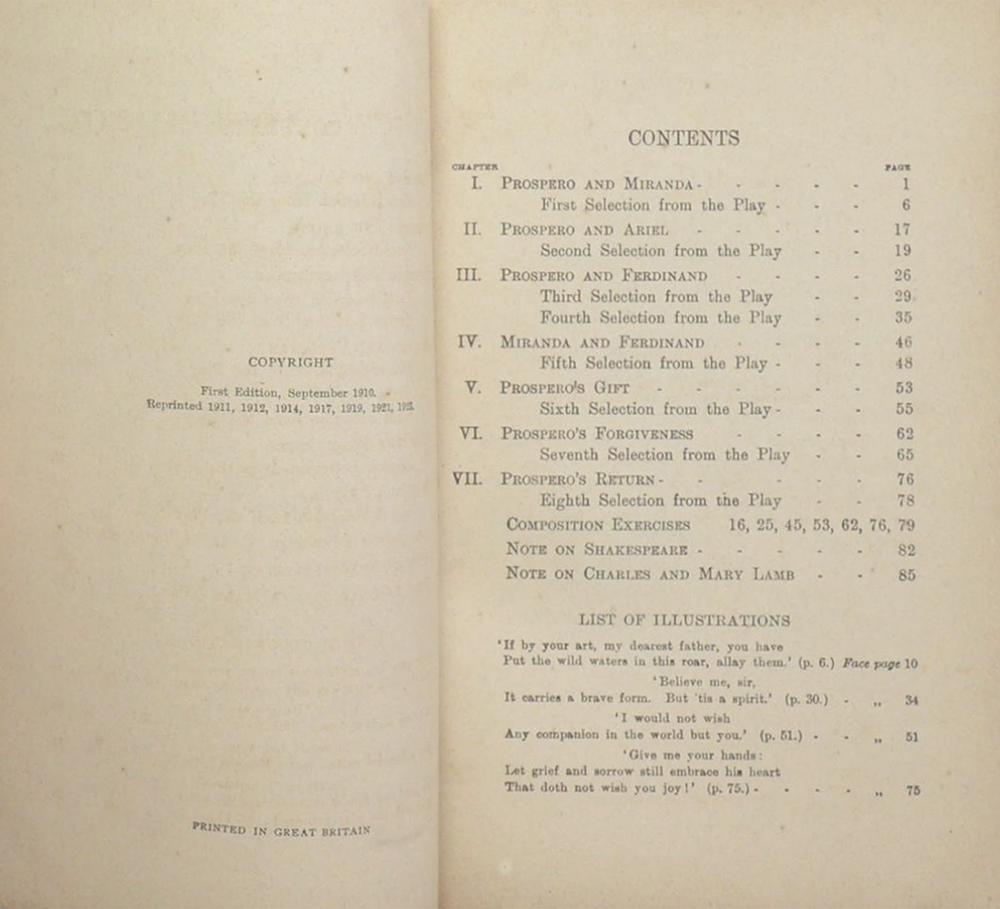 COPYRIGHT
First Edition, September 1910.
Reprinted 1911, 1912, 1914, 1917, 1919, 1921,
PRINTED IN GREAT BRITAIN
CONTENTS
CHAPTER PAGE
I. PROSPERO AND MIRANDA - - - - - 1
First Selection from the Play - - - 6
II. PROSPERO AND ARIEL - - - - - 17
Second Selection from the Play - - 19
III. PROSPERO AND FERDINAND - - - - 26
Third Selection from the Play - - 29
Fourth Selection from the Play - - 35
IV. MIRANDA AND FERDINAND - - - - 46
Fifth Selection from the Play - - - 48
V. PROSPERO'S GIFT - - - - - - 53
Sixth Selection from the Play - - - 55
VI. PROSPERO'S FORGIVENESS - - - - 62
Seventh Selection from the Play - - 65
VII. PROSPERO'S RETURN - - - - - 76
Eighth Selection from the Play - - 78
COMPOSITION EXERCISES 16, 25, 45, 53, 62, 76, 79
NOTE ON SHAKESPEARE - - - - - 82
NOTE ON CHARLES AND MARY LAMB - - 85
LIST OF ILLUSTRATIONS
'If by your art, my dearest father, you have
Put the wild waters in this roar, allay them.' (p. 6.) Face page 10
'Believe me, sir,
It carries a brave form. But 'tis a spirit.' (p. 30.) - „ 34
'I would not wish
Any companion in the world but you.' (p. 51.) - - „ 51
'Give me your hands:
Let grief and sorrow still embrace his heart
That doth not wish you joy!' (p. 75.) - - - - „ 75